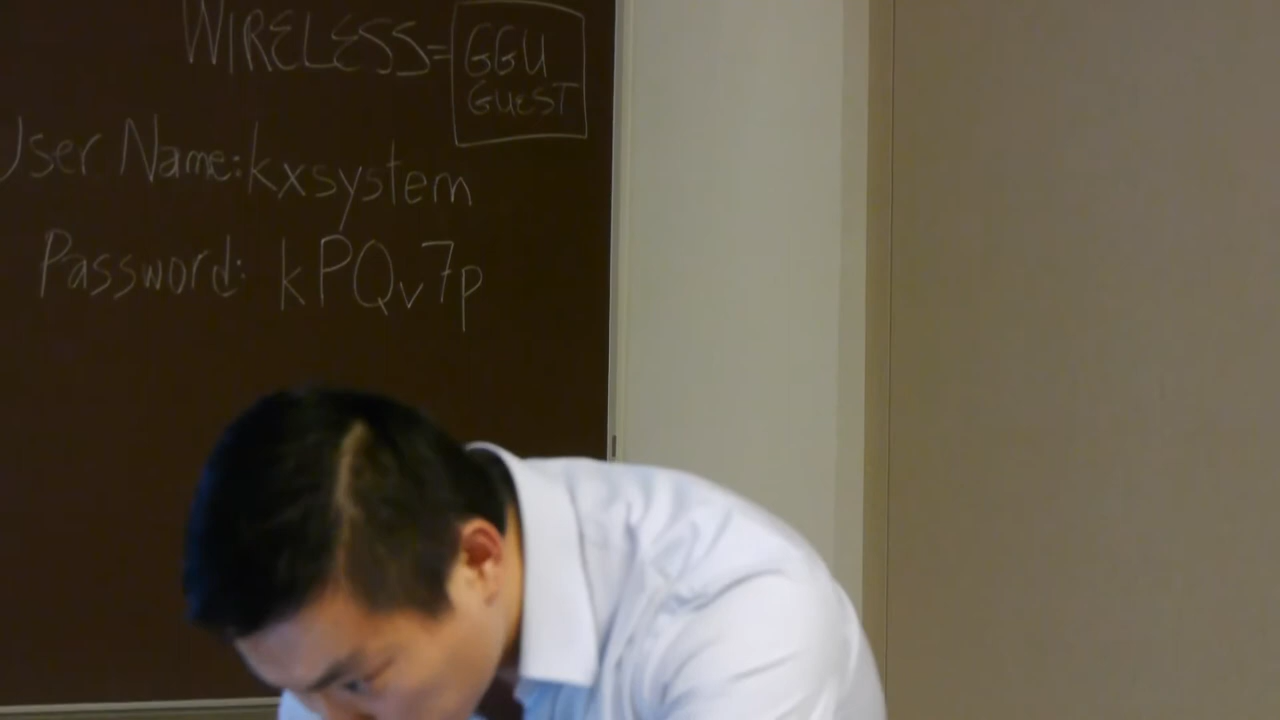 WIRELESS = GGU
GUEST
User Name: kxsystem
Password: kPQv7p